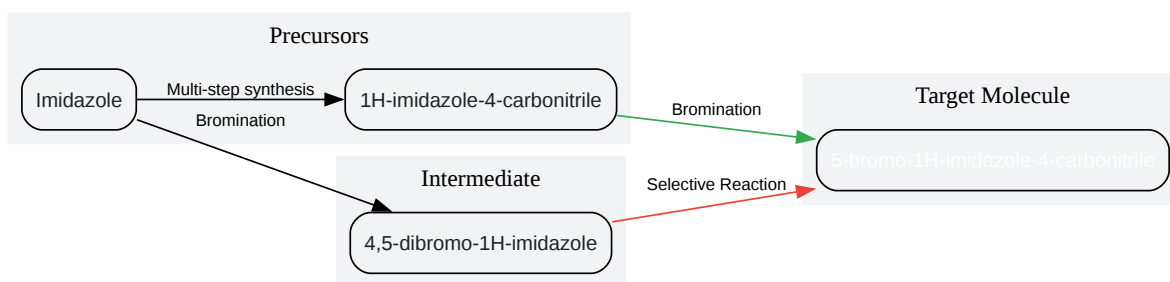 Precursors
Imidazole
Multi-step synthesis
1H-imidazole-4-carbonitrile
Bromination
Bromination
Target Molecule
5-bromo-1H-imidazole-4-carbonitrile
Intermediate
4,5-dibromo-1H-imidazole
Selective Reaction